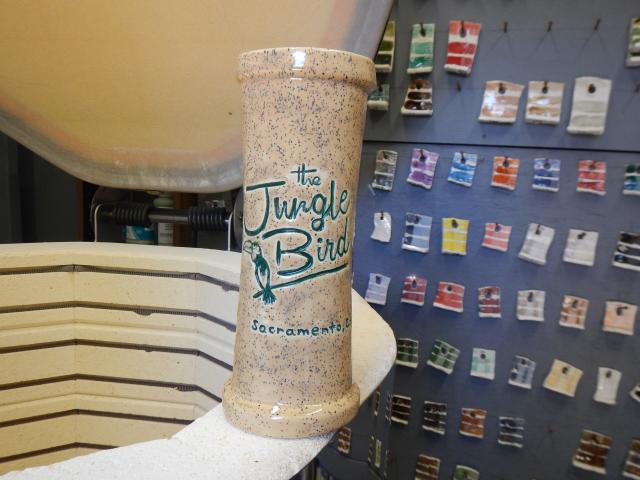 the
Jungle
Bird
Sacramento, C